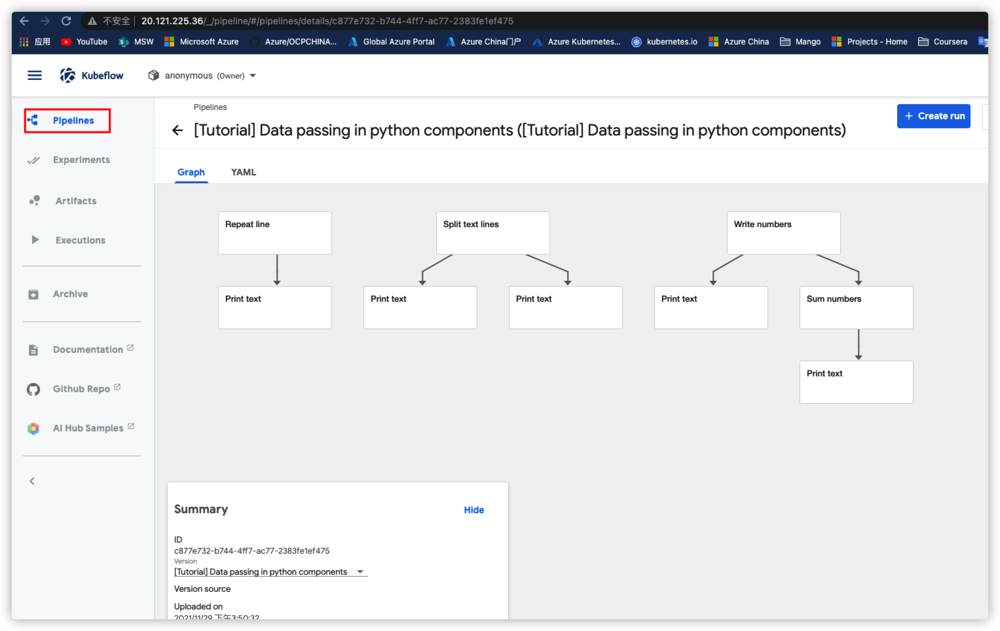 不安全 | 20.121.225.36/_/pipeline/#/pipelines/details/c877e732-b744-4ff7-ac77-2383fe1ef475
应用 YouTube MSW Microsoft Azure Azure/OCPCHINA... Global Azure Portal Azure China门户 Azure Kubernetes... kubernetes.io Azure China Mango Projects - Home Coursera
Kubeflow anonymous (Owner)
Pipelines
Experiments
Artifacts
Executions
Archive
Documentation
Github Repo
AI Hub Samples
Pipelines
[Tutorial] Data passing in python components ([Tutorial] Data passing in python components)
+ Create run
Graph YAML
Repeat line Split text lines Write numbers
Print text Print text Print text Print text Sum numbers
Print text
Summary Hide
ID
c877e732-b744-4ff7-ac77-2383fe1ef475
Version
[Tutorial] Data passing in python components
Version source
Uploaded on
2021/11/29 下午3:50:32